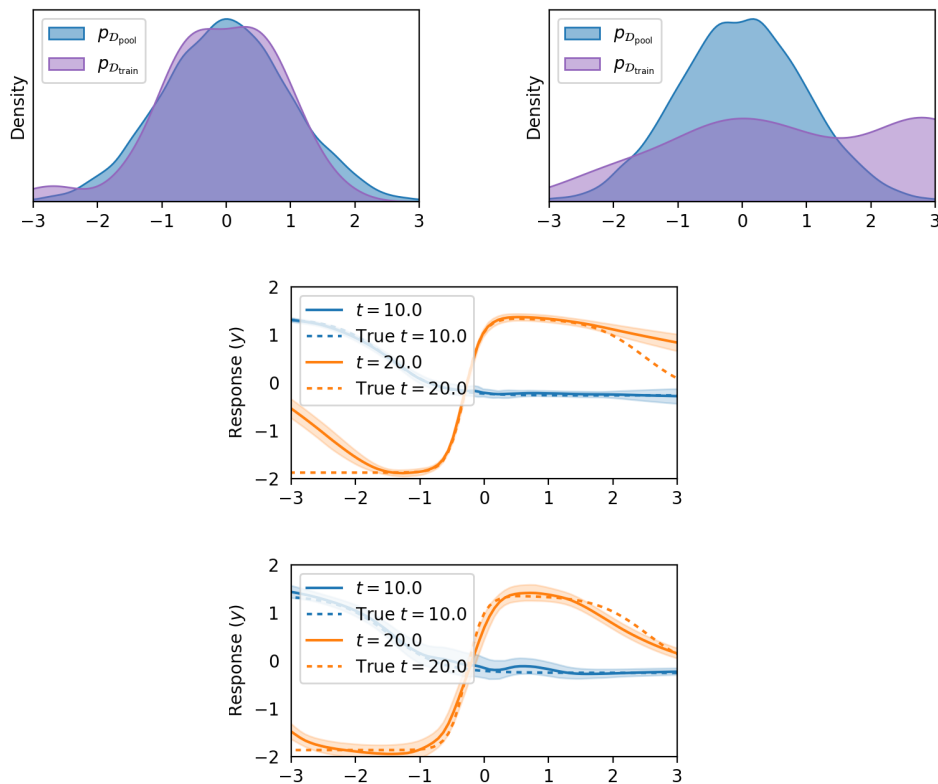 Density
p_{𝒟_pool}
p_{𝒟_train}
−3 −2 −1 0 1 2 3
Density
p_{𝒟_pool}
p_{𝒟_train}
−3 −2 −1 0 1 2 3
Response (y)
2
1
0
−1
−2
t = 10.0
True t = 10.0
t = 20.0
True t = 20.0
−3 −2 −1 0 1 2 3
Response (y)
2
1
0
−1
−2
t = 10.0
True t = 10.0
t = 20.0
True t = 20.0
−3 −2 −1 0 1 2 3